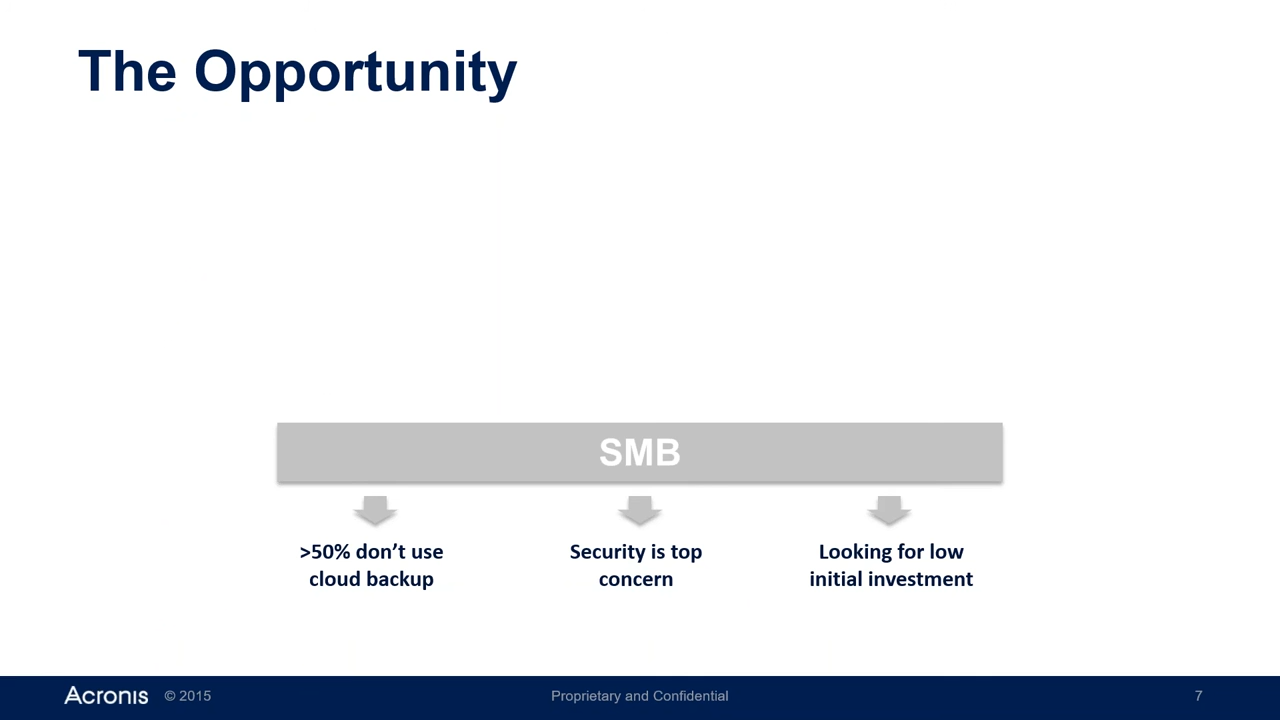 The Opportunity
SMB
>50% don’t use
cloud backup
Security is top
concern
Looking for low
initial investment
Acronis © 2015
Proprietary and Confidential
7